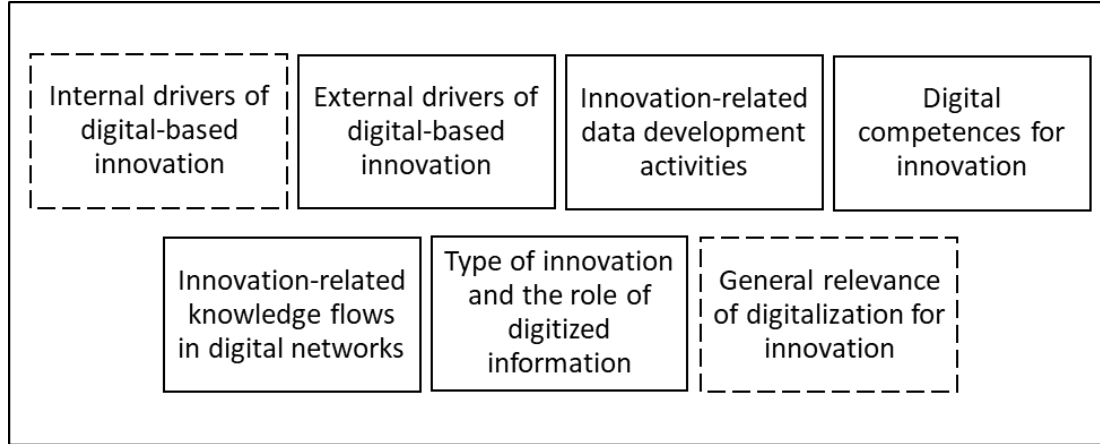 Internal drivers of
digital-based
innovation
External drivers of
digital-based
innovation
Innovation-related
data development
activities
Digital
competences for
innovation
Innovation-related
knowledge flows
in digital networks
Type of innovation
and the role of
digitized
information
General relevance
of digitalization for
innovation